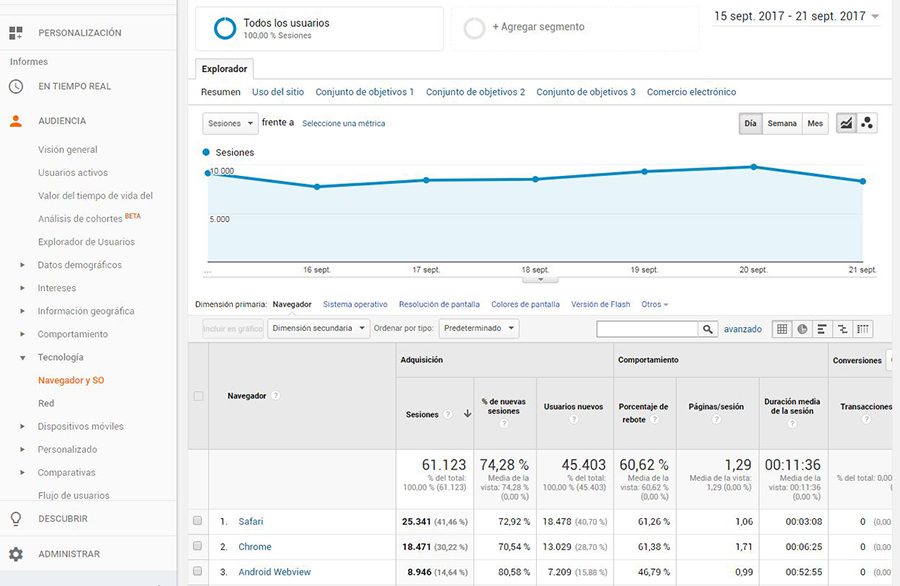 PERSONALIZACIÓN
Informes
EN TIEMPO REAL
AUDIENCIA
Visión general
Usuarios activos
Valor del tiempo de vida del
Análisis de cohortes BETA
Explorador de Usuarios
Datos demográficos
Intereses
Información geográfica
Comportamiento
Tecnología
Navegador y SO
Red
Dispositivos móviles
Personalizado
Comparativas
Flujo de usuarios
DESCUBRIR
ADMINISTRAR
Todos los usuarios
100,00 % Sesiones
+ Agregar segmento
15 sept. 2017 - 21 sept. 2017
Explorador
Resumen Uso del sitio Conjunto de objetivos 1 Conjunto de objetivos 2 Conjunto de objetivos 3 Comercio electrónico
Sesiones frente a Seleccione una métrica
Día Semana Mes
Sesiones
10.000
5.000
... 16 sept. 17 sept. 18 sept. 19 sept. 20 sept. 21 sept.
Dimensión primaria: Navegador Sistema operativo Resolución de pantalla Colores de pantalla Versión de Flash Otros
Incluir en gráfico Dimensión secundaria Ordenar por tipo: Predeterminado avanzado
Adquisición Comportamiento Conversiones
Navegador ?
Sesiones ?
% de nuevas
sesiones
?
Usuarios nuevos
?
Porcentaje de
rebote ?
Páginas/sesión
?
Duración media
de la sesión
?
Transacciones
?
61.123
% del total:
100,00 % (61.123)
74,28 %
Media de la
vista: 74,28 %
(0,00 %)
45.403
% del total:
100,00 % (45.403)
60,62 %
Media de la
vista: 60,62 %
(0,00 %)
1,29
Media de la vista:
1,29 (0,00 %)
00:11:36
Media de la
vista: 00:11:36
(0,00 %)
% del total: 0,00
1. Safari 25.341 (41,46 %) 72,92 % 18.478 (40,70 %) 61,26 % 1,06 00:03:08 0 (0,00
2. Chrome 18.471 (30,22 %) 70,54 % 13.029 (28,70 %) 61,38 % 1,71 00:06:25 0 (0,00
3. Android Webview 8.946 (14,64 %) 80,58 % 7.209 (15,88 %) 46,79 % 0,99 00:52:55 0 (0,00